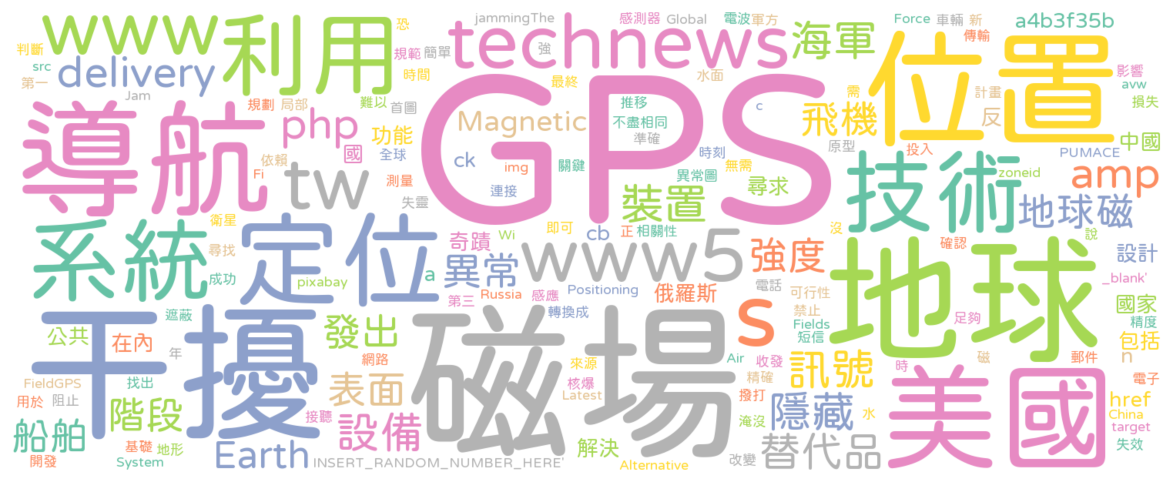 jammingThe 感測器 Global 電波 軍方 Force 車輛 新 a4b3f35b
恐 判斷 www 利用 規範 簡單 強 technews 海軍 傳輸 位置
src delivery 時間 最終 水面 影響
第一 Jam 規劃 局部 難以 首圖 推移 c 需 計畫 avw 損失
導航 php 功能 Magnetic 不盡相同 飛機 反 中國
國 全球 GPS 準確 原型 投入 PUMACE
依賴 ck img 關鍵 時刻 無需 技術 zoneid amp
Fi tw 測量 連接 異常圖 尋求
失靈 裝置 地球磁
衛星 系統 定位 奇蹟 Wi 即可 正 相關性 沒 說
尋找 cb 強度 確認 設計
成功 pixabay a 異常 www5 地球 _blank'
第三 Russia 感應 Positioning 俄羅斯 電話 可行性 國家
遮蔽 轉換成 s 禁止 足夠 精度
公共 在內 年 干擾 發出 網路 磁場 Fields 短信 包括
來源 Air 收發 訊號 時 磁 郵件 n
FieldGPS 找出 表面 核爆 精確 美國 電子
用於 阻止 階段 接聽 Latest 撥打 隱藏 水 href
船舶 基礎 地形 設備 淹沒 China
開發 System Earth 解決 替代品 target
INSERT_RANDOM_NUMBER_HERE' Alternative 改變 失效